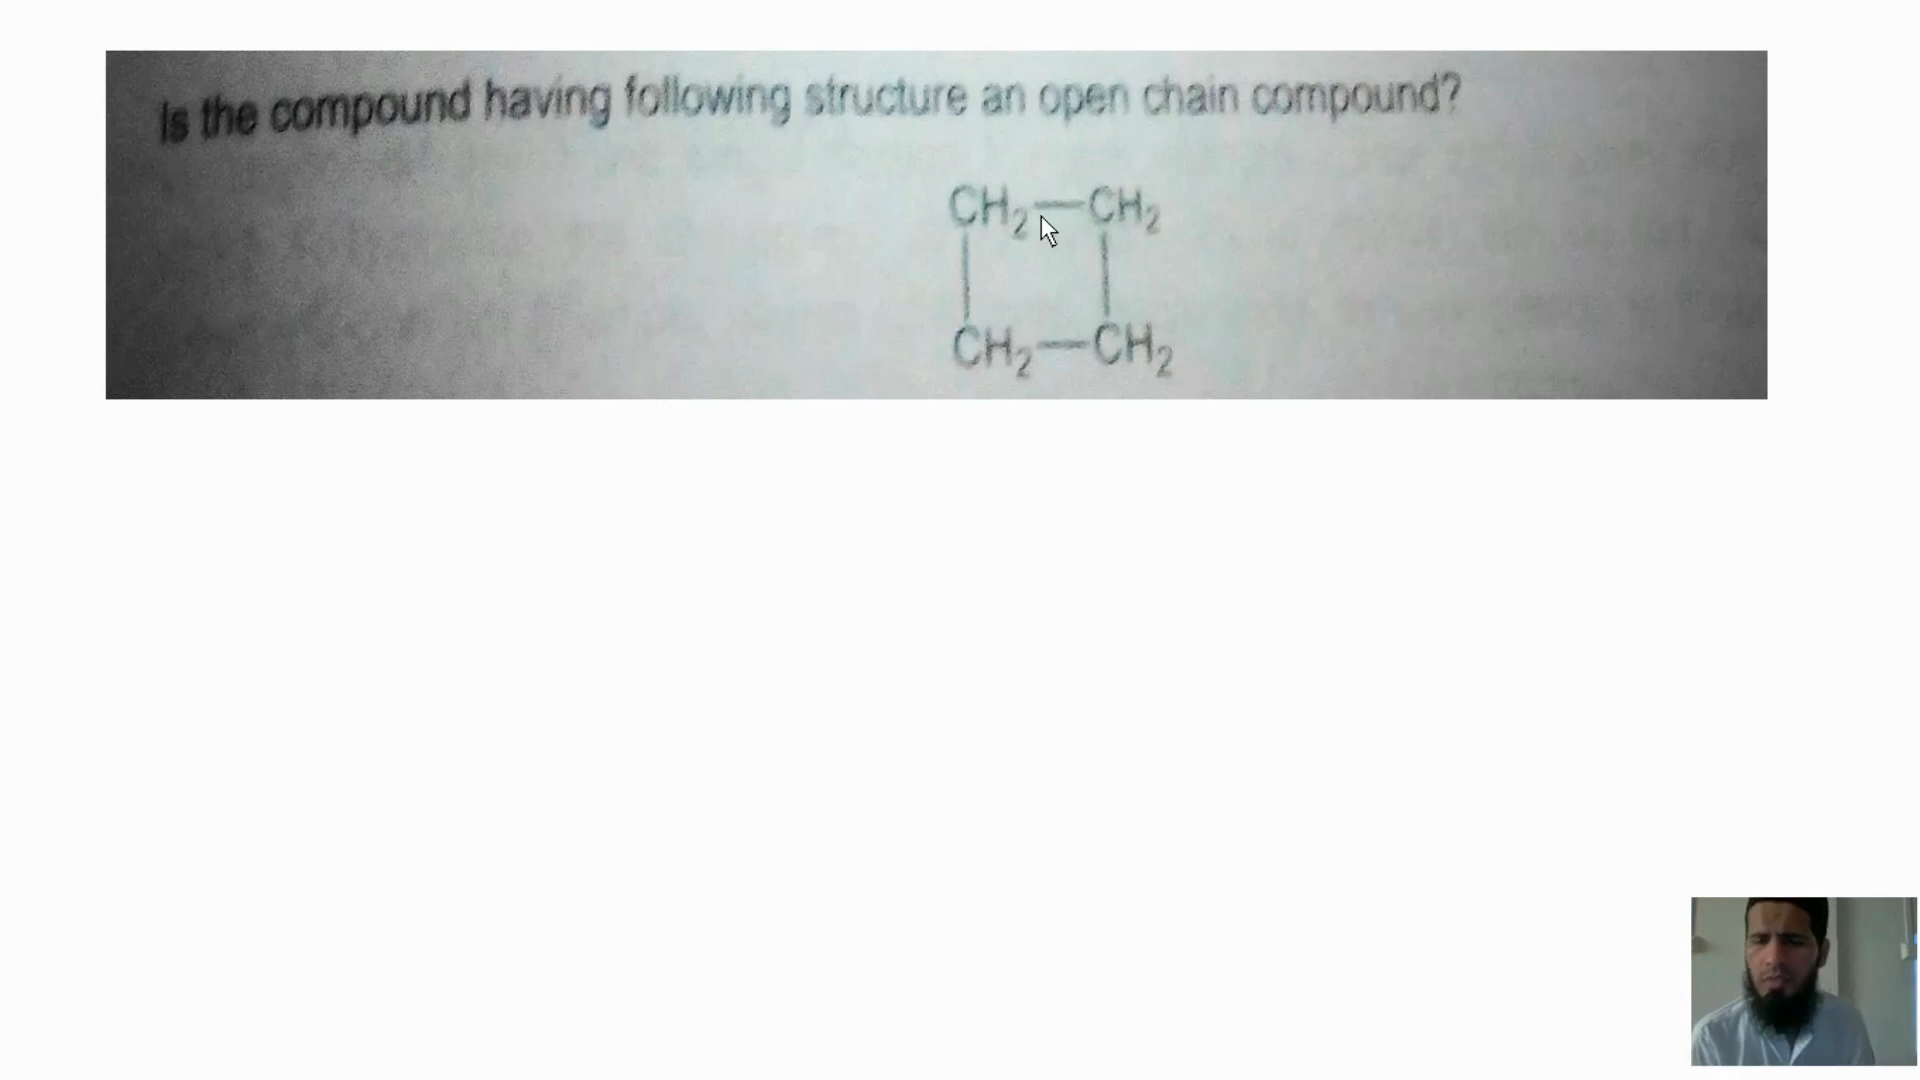 Is the compound having following structure an open chain compound?
CH₂—CH₂
CH₂—CH₂